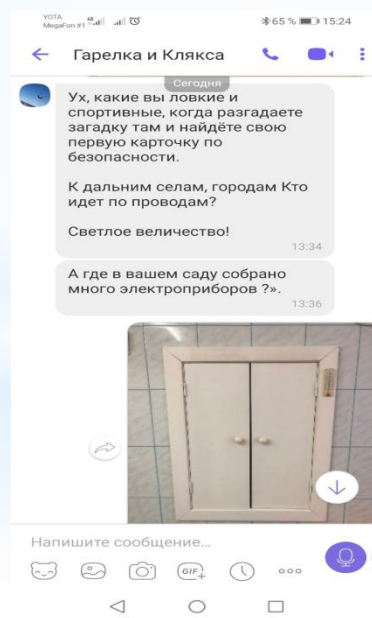 YOTA
MegaFon #1 4G 65 % 15:24
Гарелка и Клякса
Сегодня
Ух, какие вы ловкие и
спортивные, когда разгадаете
загадку там и найдёте свою
первую карточку по
безопасности.
К дальним селам, городам Кто
идет по проводам?
Светлое величество!
13:34
А где в вашем саду собрано
много электроприборов ?».
13:36
Напишите сообщение...
GIF